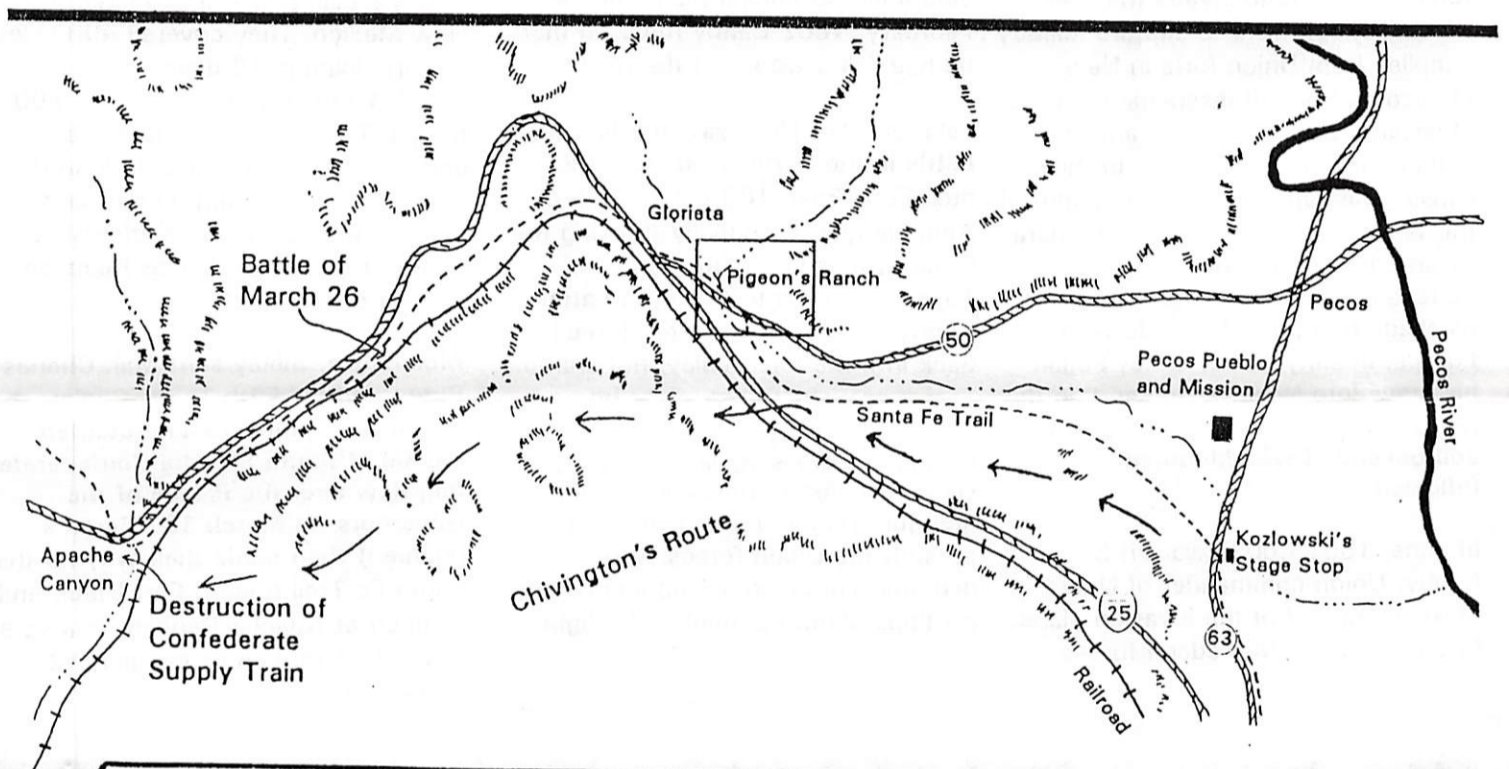 Glorieta
Pigeon's Ranch
Battle of
March 26
50
Pecos
Pecos River
Pecos Pueblo
and Mission
Santa Fe Trail
Kozlowski's
Stage Stop
Apache
Canyon
Chivington's Route
Destruction of
Confederate
Supply Train
25
63
Railroad